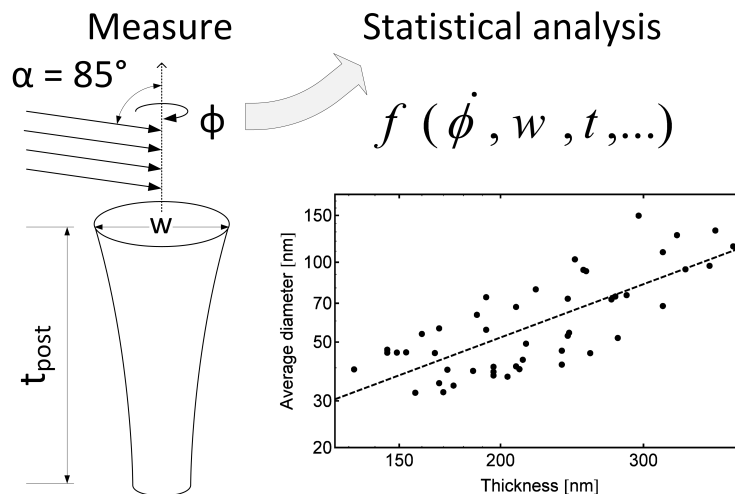 Measure
α = 85°
ϕ
w
t_post
Statistical analysis
f ( ϕ̇ , w , t ,...)
Average diameter [nm]
150
100
70
50
30
20
150
200
300
Thickness [nm]